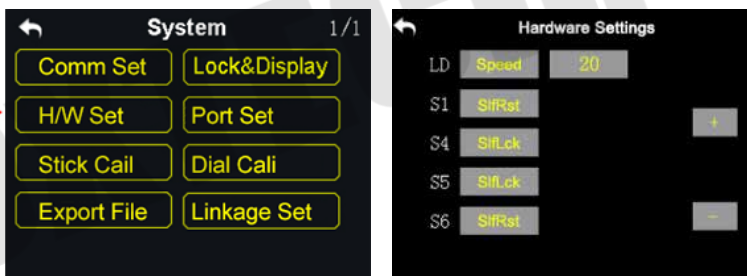 System 1/1
Comm Set Lock&Display
H/W Set Port Set
Stick Cail Dial Cali
Export File Linkage Set
Hardware Settings
LD Speed 20
S1 SlfRst
+
S4 SlfLck
S5 SlfLck
S6 SlfRst -